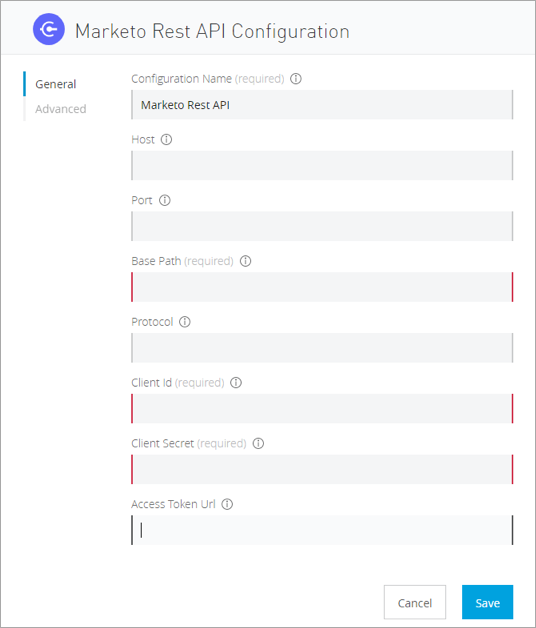 Marketo Rest API Configuration
General
Advanced
Configuration Name (required)
Marketo Rest API
Host
Port
Base Path (required)
Protocol
Client Id (required)
Client Secret (required)
Access Token Url
Cancel
Save